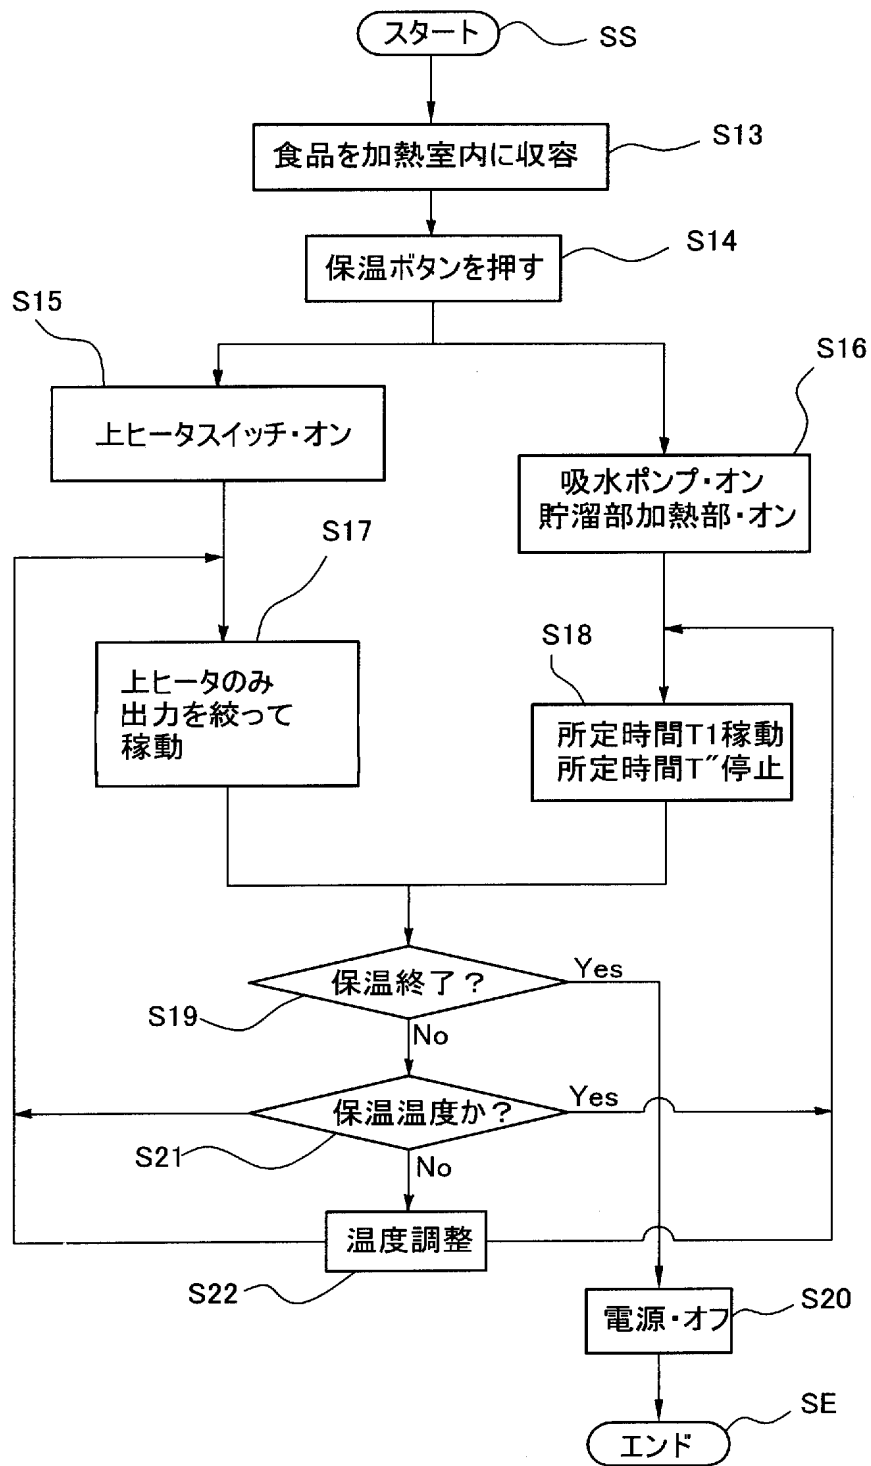 スタート
SS
食品を加熱室内に収容
S13
保温ボタンを押す
S14
S15
上ヒータスイッチ・オン
S16
吸水ポンプ・オン
貯溜部加熱部・オン
S17
上ヒータのみ
出力を絞って
稼動
S18
所定時間T1稼動
所定時間T″停止
保温終了?
Yes
S19
No
保温温度か?
Yes
S21
No
温度調整
S22
電源・オフ
S20
エンド
SE